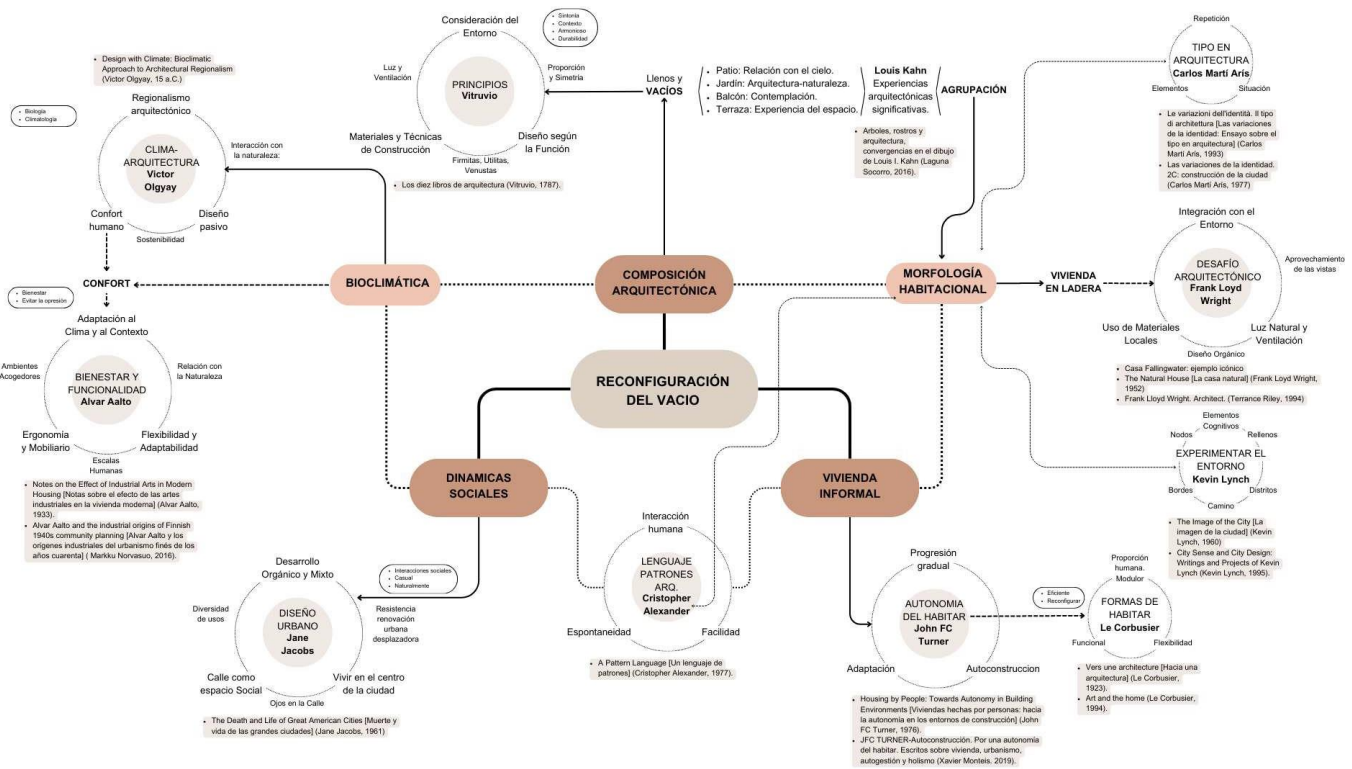 • Design with Climate: Bioclimatic
Approach to Architectural Regionalism
(Victor Olgyay, 15 a.C.)
Regionalismo
arquitectónico
• Biología
• Climatología
CLIMA-
ARQUITECTURA
Victor
Olgyay
Interacción con
la naturaleza:
Confort
humano
Diseño
pasivo
Sostenibilidad
CONFORT
• Bienestar
• Evitar la opresión
Adaptación al
Clima y al Contexto
Ambientes
Acogedores
Relación con
la Naturaleza
BIENESTAR Y
FUNCIONALIDAD
Alvar Aalto
Ergonomía
y Mobiliario
Flexibilidad y
Adaptabilidad
Escalas
Humanas
• Notes on the Effect of Industrial Arts in Modern
Housing [Notas sobre el efecto de las artes
industriales en la vivienda moderna] (Alvar Aalto,
1933).
• Alvar Aalto and the industrial origins of Finnish
1940s community planning [Alvar Aalto y los
orígenes industriales del urbanismo finés de los
años cuarenta] ( Markku Norvasuo, 2016).
Consideración del
Entorno
• Sintonía
• Contexto
• Armonioso
• Durabilidad
Luz y
Ventilación
Proporción
y Simetría
PRINCIPIOS
Vitruvio
Materiales y Técnicas
de Construcción
Diseño según
la Función
Firmitas, Utilitas,
Venustas
• Los diez libros de arquitectura (Vitruvio, 1787).
Llenos y
VACÍOS
• Patio: Relación con el cielo.
• Jardín: Arquitectura-naturaleza.
• Balcón: Contemplación.
• Terraza: Experiencia del espacio.
Louis Kahn
Experiencias
arquitectónicas
significativas.
AGRUPACIÓN
• Arboles, rostros y
arquitectura,
convergencias en el dibujo
de Louis I. Kahn (Laguna
Socorro, 2016).
Repetición
TIPO EN
ARQUITECTURA
Carlos Martí Arís
Elementos
Situación
• Le variazioni dell'identità. Il tipo
di architettura [Las variaciones
de la identidad: Ensayo sobre el
tipo en arquitectura] (Carlos
Martí Arís, 1993)
• Las variaciones de la identidad.
2C: construcción de la ciudad
(Carlos Martí Arís, 1977)
BIOCLIMÁTICA
COMPOSICIÓN
ARQUITECTÓNICA
MORFOLOGÍA
HABITACIONAL
VIVIENDA
EN LADERA
Integración con el
Entorno
Aprovechamiento
de las vistas
DESAFÍO
ARQUITECTÓNICO
Frank Loyd
Wright
Uso de Materiales
Locales
Luz Natural y
Ventilación
Diseño Orgánico
• Casa Fallingwater: ejemplo icónico
• The Natural House [La casa natural] (Frank Loyd Wright,
1952)
• Frank Lloyd Wright. Architect. (Terrance Riley, 1994)
RECONFIGURACIÓN
DEL VACIO
Elementos
Cognitivos
Nodos
Rellenos
EXPERIMENTAR EL
ENTORNO
Kevin Lynch
Bordes
Distritos
Camino
• The Image of the City [La
imagen de la ciudad] (Kevin
Lynch, 1960)
• City Sense and City Design:
Writings and Projects of Kevin
Lynch (Kevin Lynch, 1995).
DINAMICAS
SOCIALES
VIVIENDA
INFORMAL
Desarrollo
Orgánico y Mixto
• Interacciones sociales
• Casual
• Naturalmente
Diversidad
de usos
Resistencia
renovación
urbana
desplazadora
DISEÑO
URBANO
Jane
Jacobs
Calle como
espacio Social
Vivir en el centro
de la ciudad
Ojos en la Calle
• The Death and Life of Great American Cities [Muerte y
vida de las grandes ciudades] (Jane Jacobs, 1961)
Interacción
humana
LENGUAJE
PATRONES
ARQ.
Cristopher
Alexander
Espontaneidad
Facilidad
• A Pattern Language [Un lenguaje de
patrones] (Cristopher Alexander, 1977).
Progresión
gradual
AUTONOMIA
DEL HABITAR
John FC
Turner
Adaptación
Autoconstruccion
• Housing by People: Towards Autonomy in Building
Environments [Viviendas hechas por personas: hacia
la autonomía en los entornos de construcción] (John
FC Turner, 1976).
• JFC TURNER-Autoconstrucción. Por una autonomía
del habitar. Escritos sobre vivienda, urbanismo,
autogestión y holismo (Xavier Monteis. 2019).
• Eficiente
• Reconfigurar
Proporción
humana.
Modulor
FORMAS DE
HABITAR
Le Corbusier
Funcional
Flexibilidad
• Vers une architecture [Hacia una
arquitectura] (Le Corbusier,
1923).
• Art and the home (Le Corbusier,
1994).